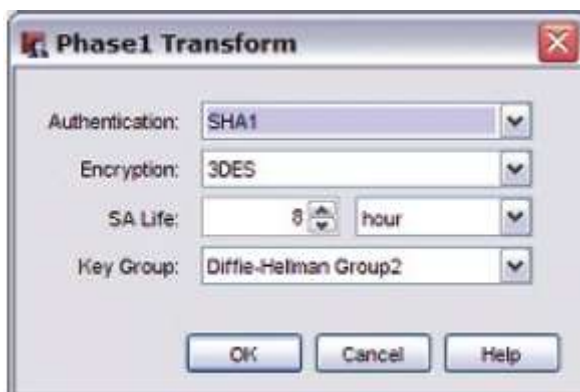 Phase1 Transform
Authentication: SHA1
Encryption: 3DES
SA Life: 8 hour
Key Group: Diffie-Hellman Group2
OK Cancel Help